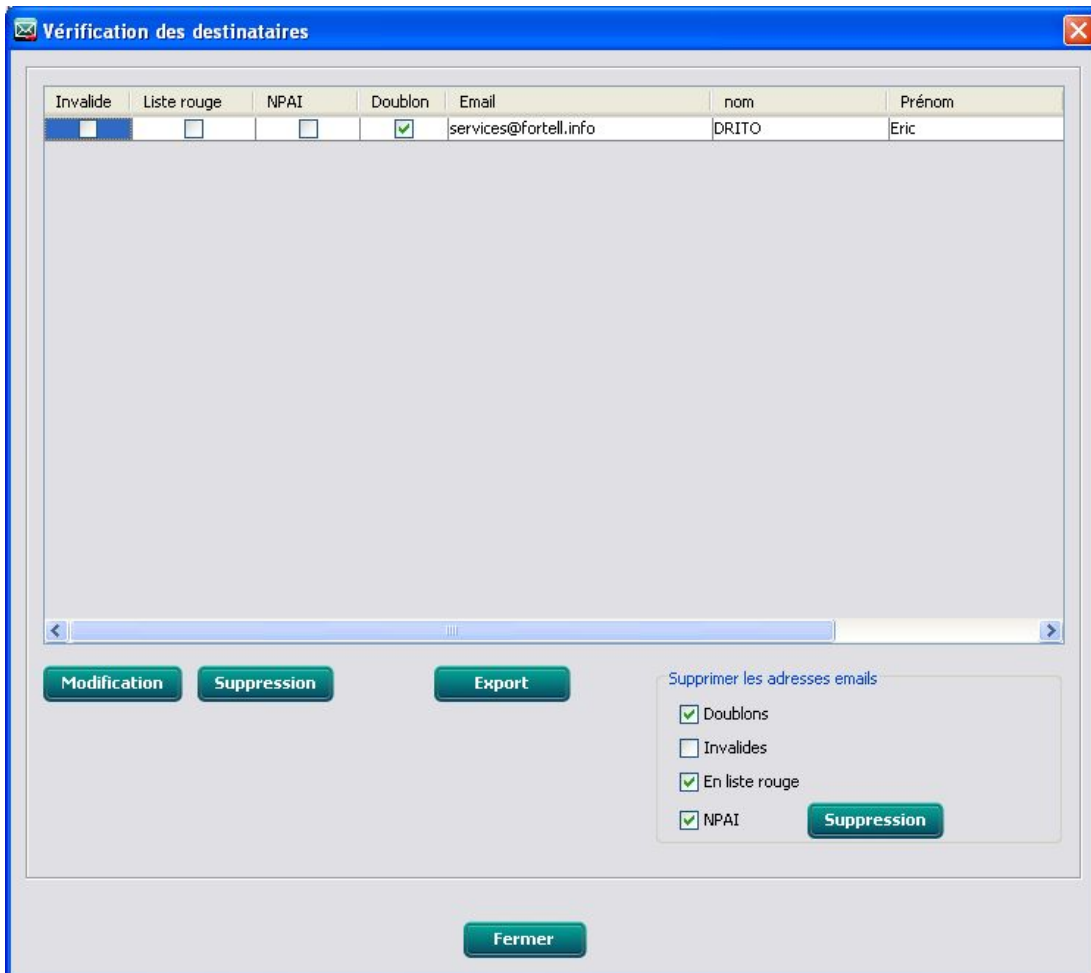 Vérification des destinataires
Invalide Liste rouge NPAI Doublon Email nom Prénom
services@fortell.info DRITO Eric
Modification Suppression Export
Supprimer les adresses emails
Doublons
Invalides
En liste rouge
NPAI Suppression
Fermer